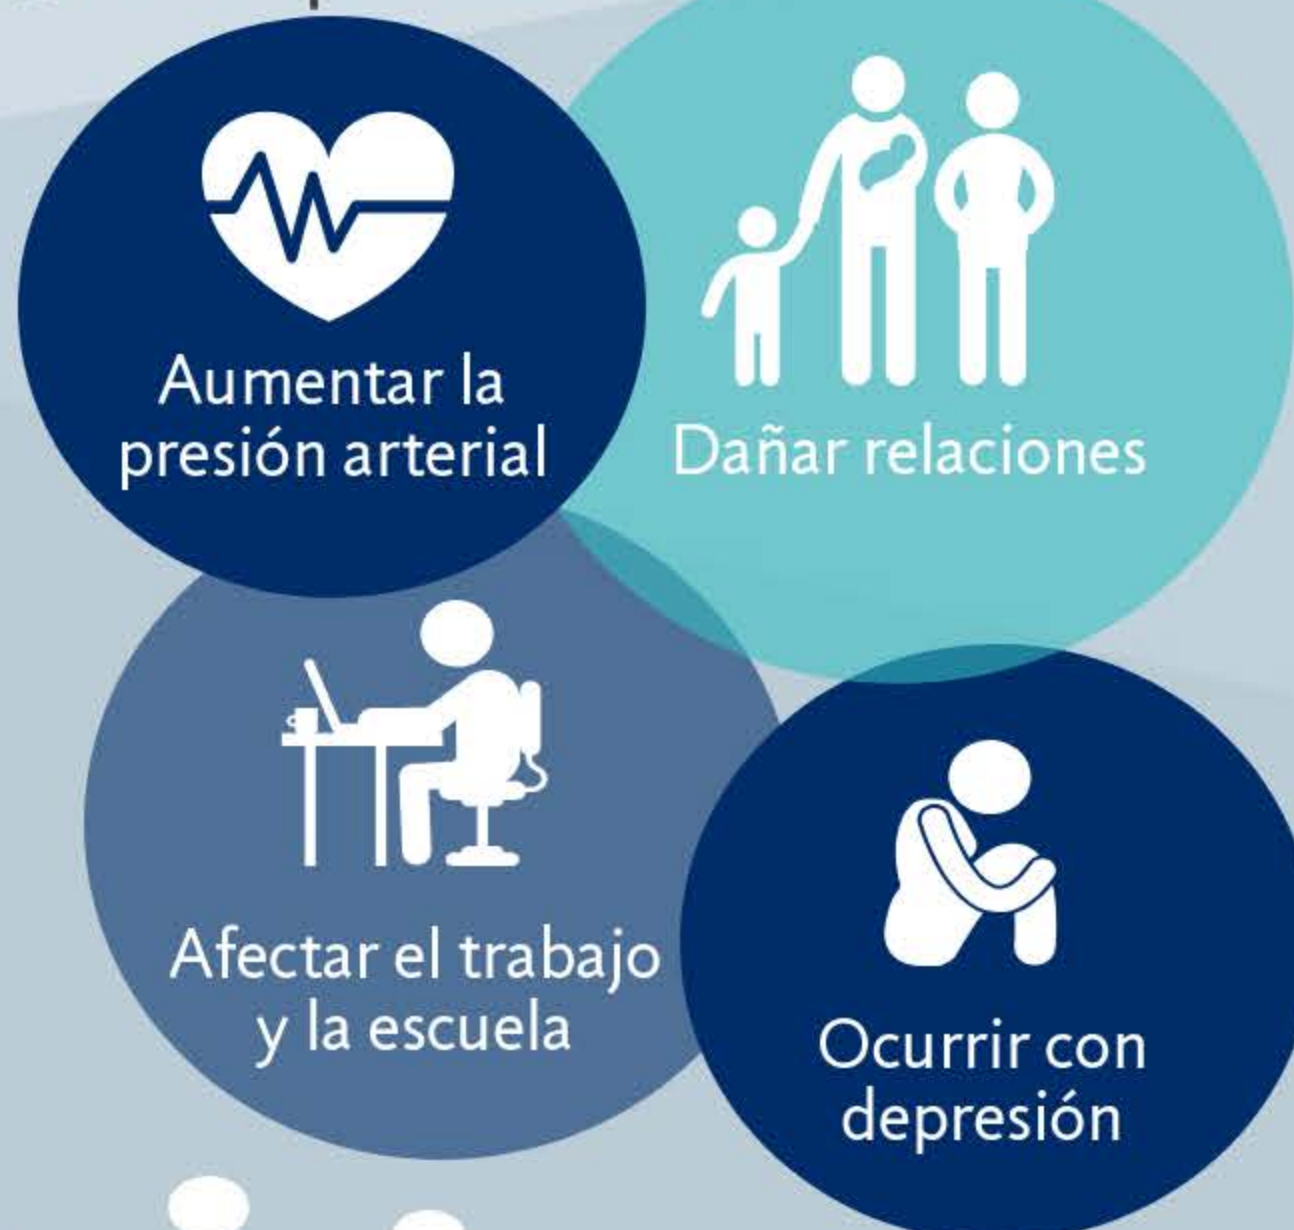 Aumentar la
presión arterial
Dañar relaciones
Afectar el trabajo
y la escuela
Ocurrir con
depresión